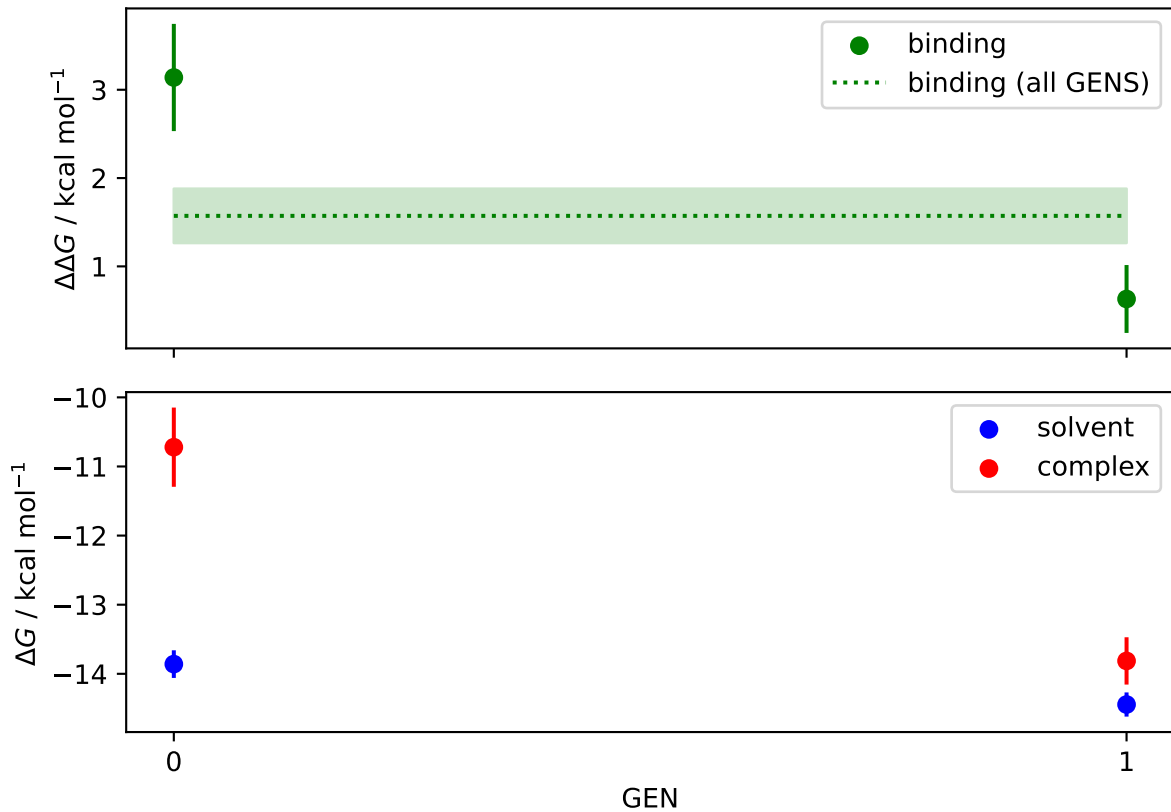 binding
binding (all GENS)
3
2
1
ΔΔG / kcal mol⁻¹
−10
−11
−12
−13
−14
ΔG / kcal mol⁻¹
solvent
complex
0
1
GEN